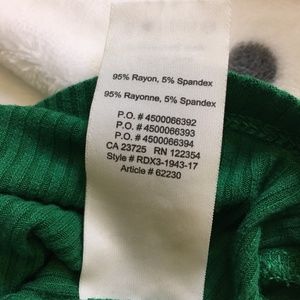 95% Rayon, 5% Spandex
95% Rayonne, 5% Spandex
P.O. # 4500066392
P.O. # 4500066393
P.O. # 4500066394
CA 23725 RN 122354
Style # RDX3-1943-17
Article # 62230